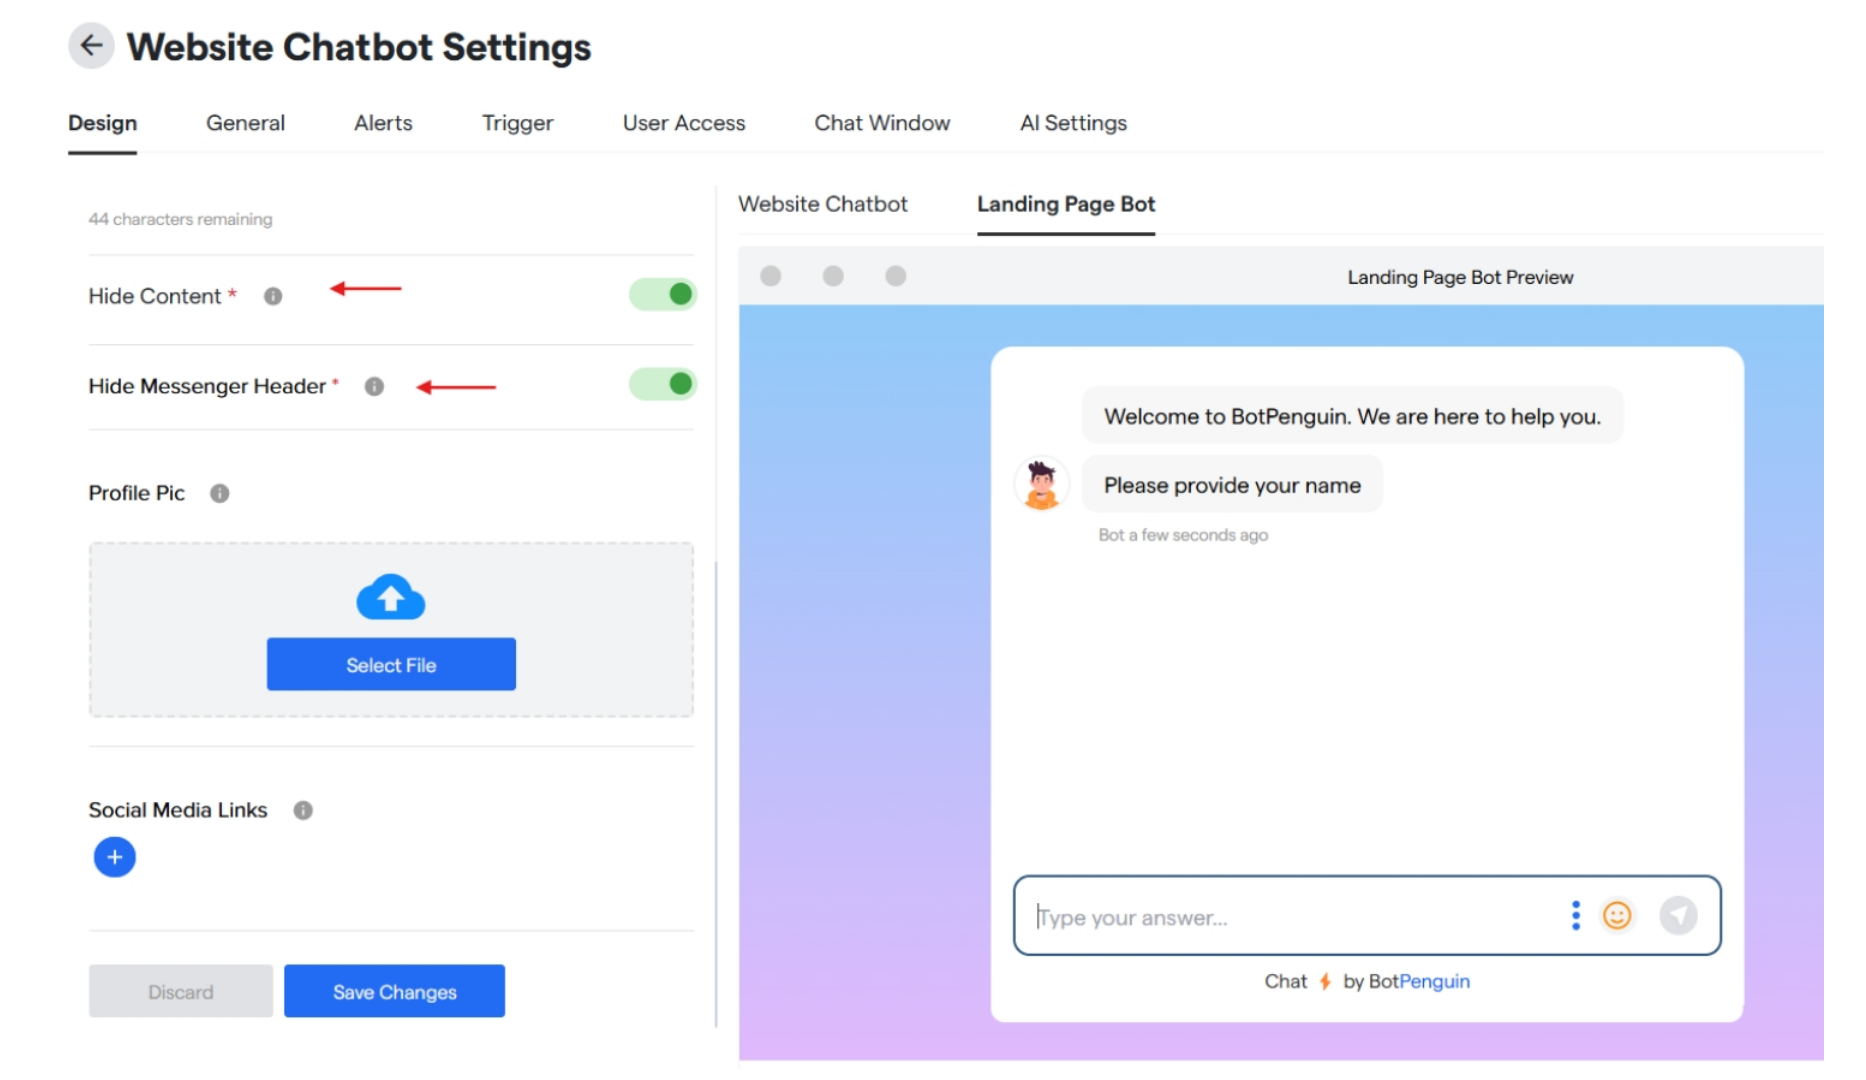 Website Chatbot Settings
Design General Alerts Trigger User Access Chat Window AI Settings
44 characters remaining
Hide Content *
Hide Messenger Header *
Profile Pic
Select File
Social Media Links
Discard Save Changes
Website Chatbot Landing Page Bot
Landing Page Bot Preview
Welcome to BotPenguin. We are here to help you.
Please provide your name
Bot a few seconds ago
Type your answer...
Chat by BotPenguin